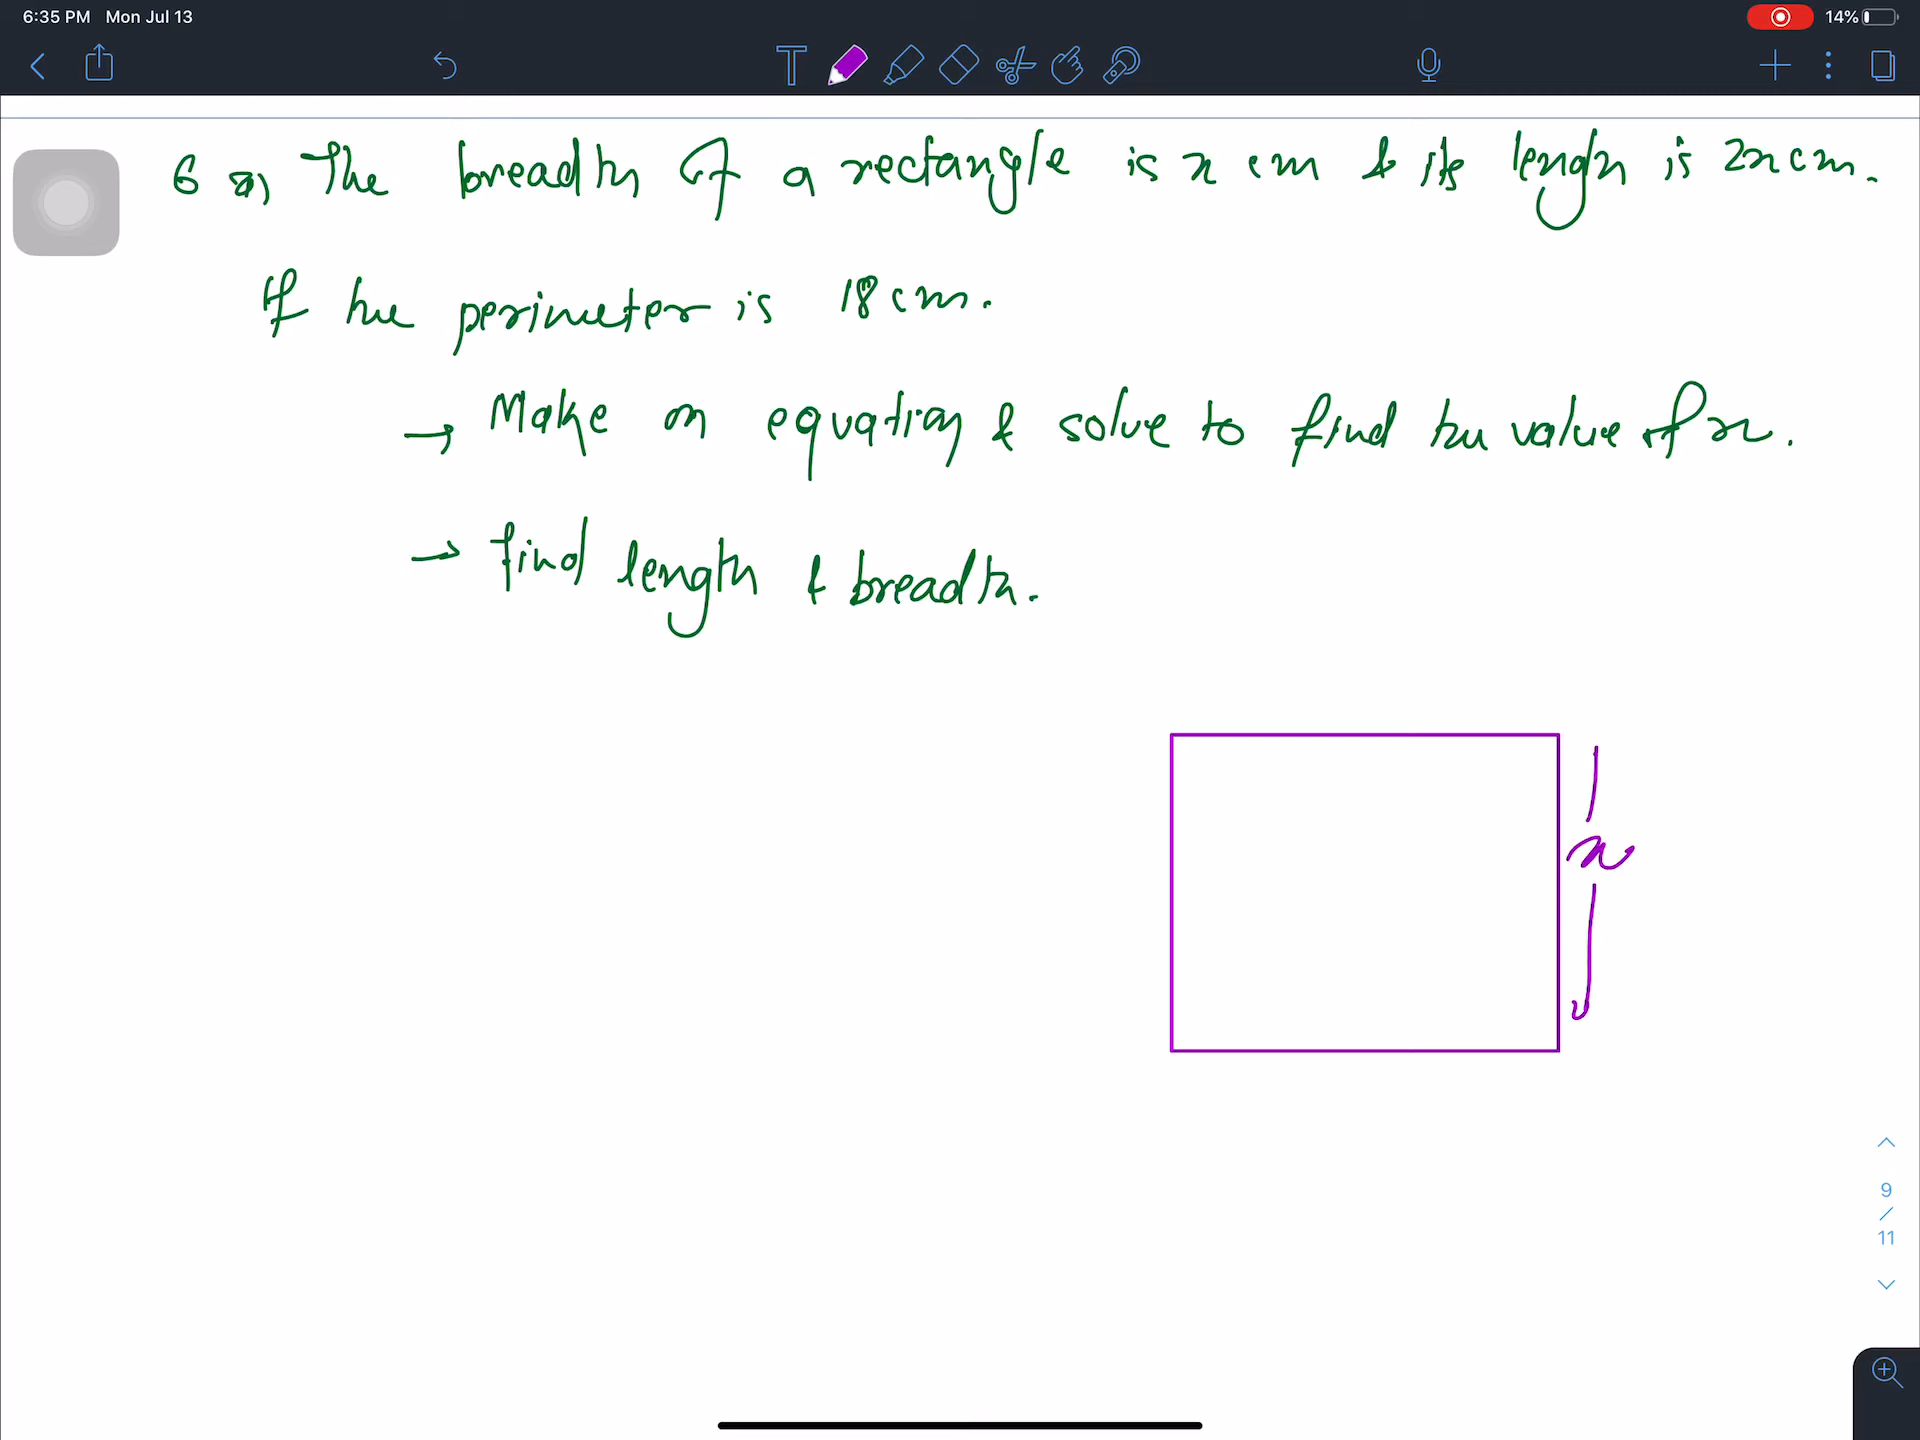 6:35 PM Mon Jul 13
14%
6 a) The breadth of a rectangle is x cm & its length is 2x cm.
If the perimeter is 18 cm.
→ Make an equation & solve to find the value of x.
→ find length & breadth.
x
9
/
11